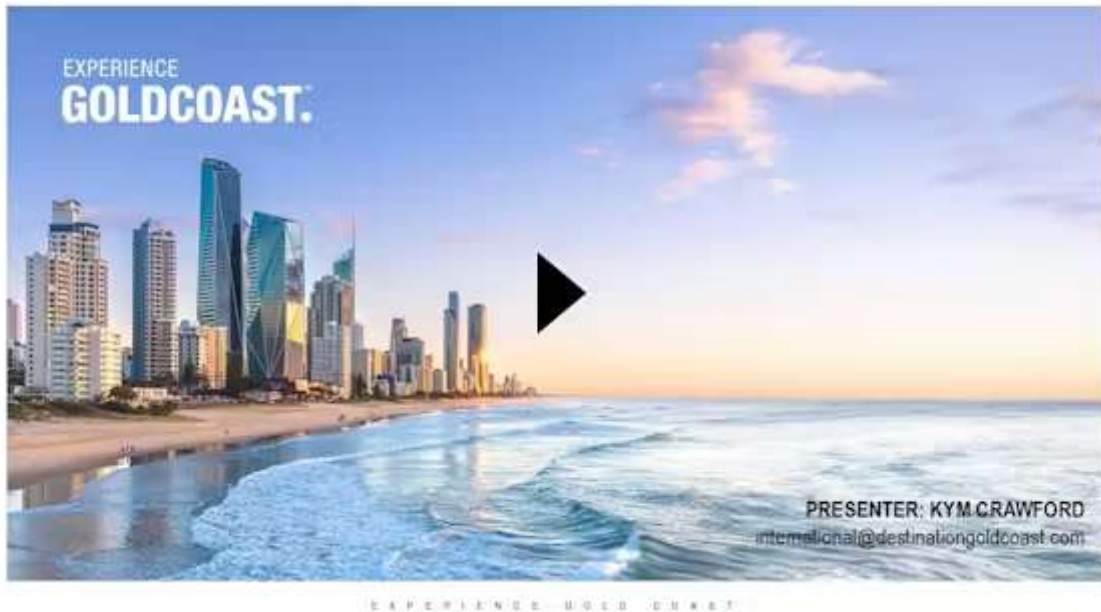 EXPERIENCE
GOLDCOAST.
PRESENTER: KYM CRAWFORD
international@destinationgoldcoast.com
EXPERIENCE GOLD COAST